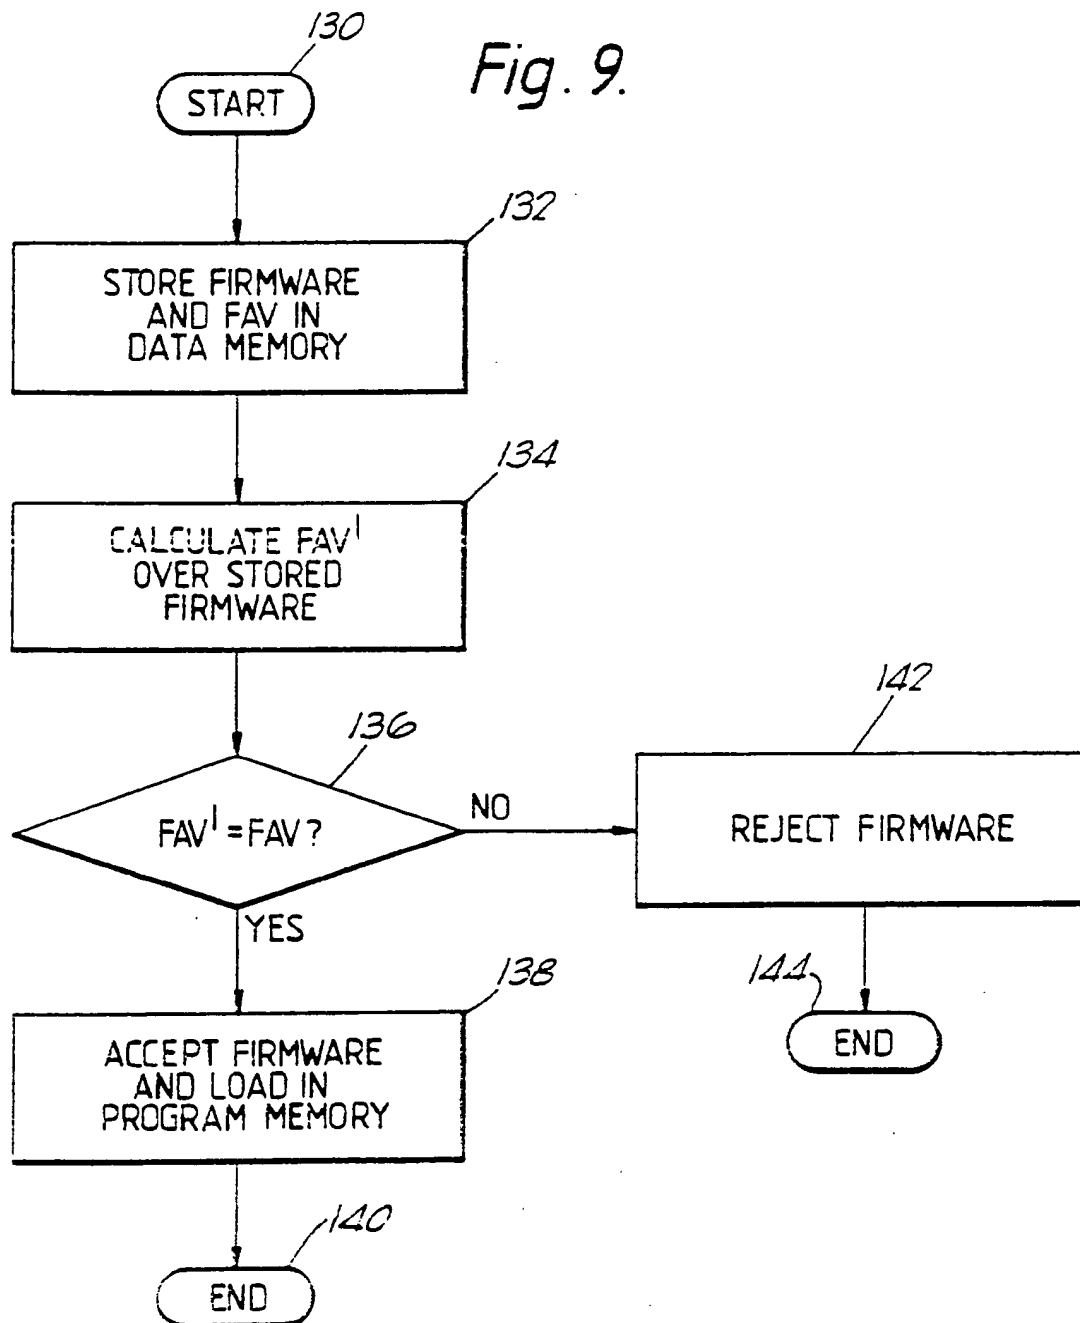 130
Fig. 9.
START
132
STORE FIRMWARE
AND FAV IN
DATA MEMORY
134
CALCULATE FAV'
OVER STORED
FIRMWARE
136
FAV' = FAV?
NO
142
REJECT FIRMWARE
YES
144
END
138
ACCEPT FIRMWARE
AND LOAD IN
PROGRAM MEMORY
140
END